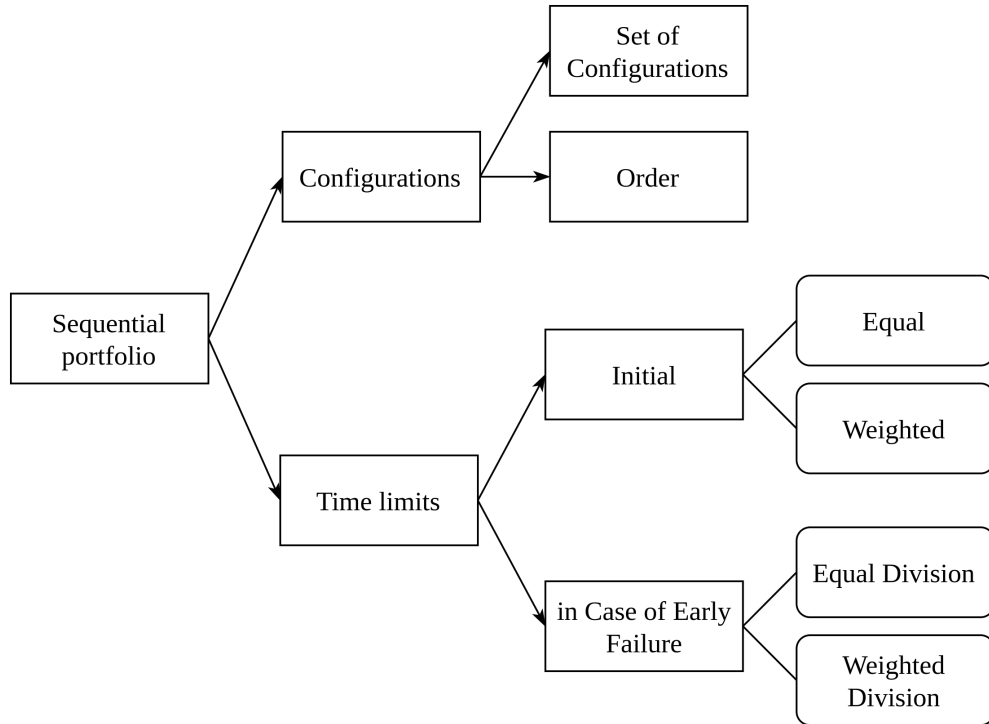 Set of
Configurations
Configurations
Order
Sequential
portfolio
Equal
Initial
Weighted
Time limits
Equal Division
in Case of Early
Failure
Weighted
Division